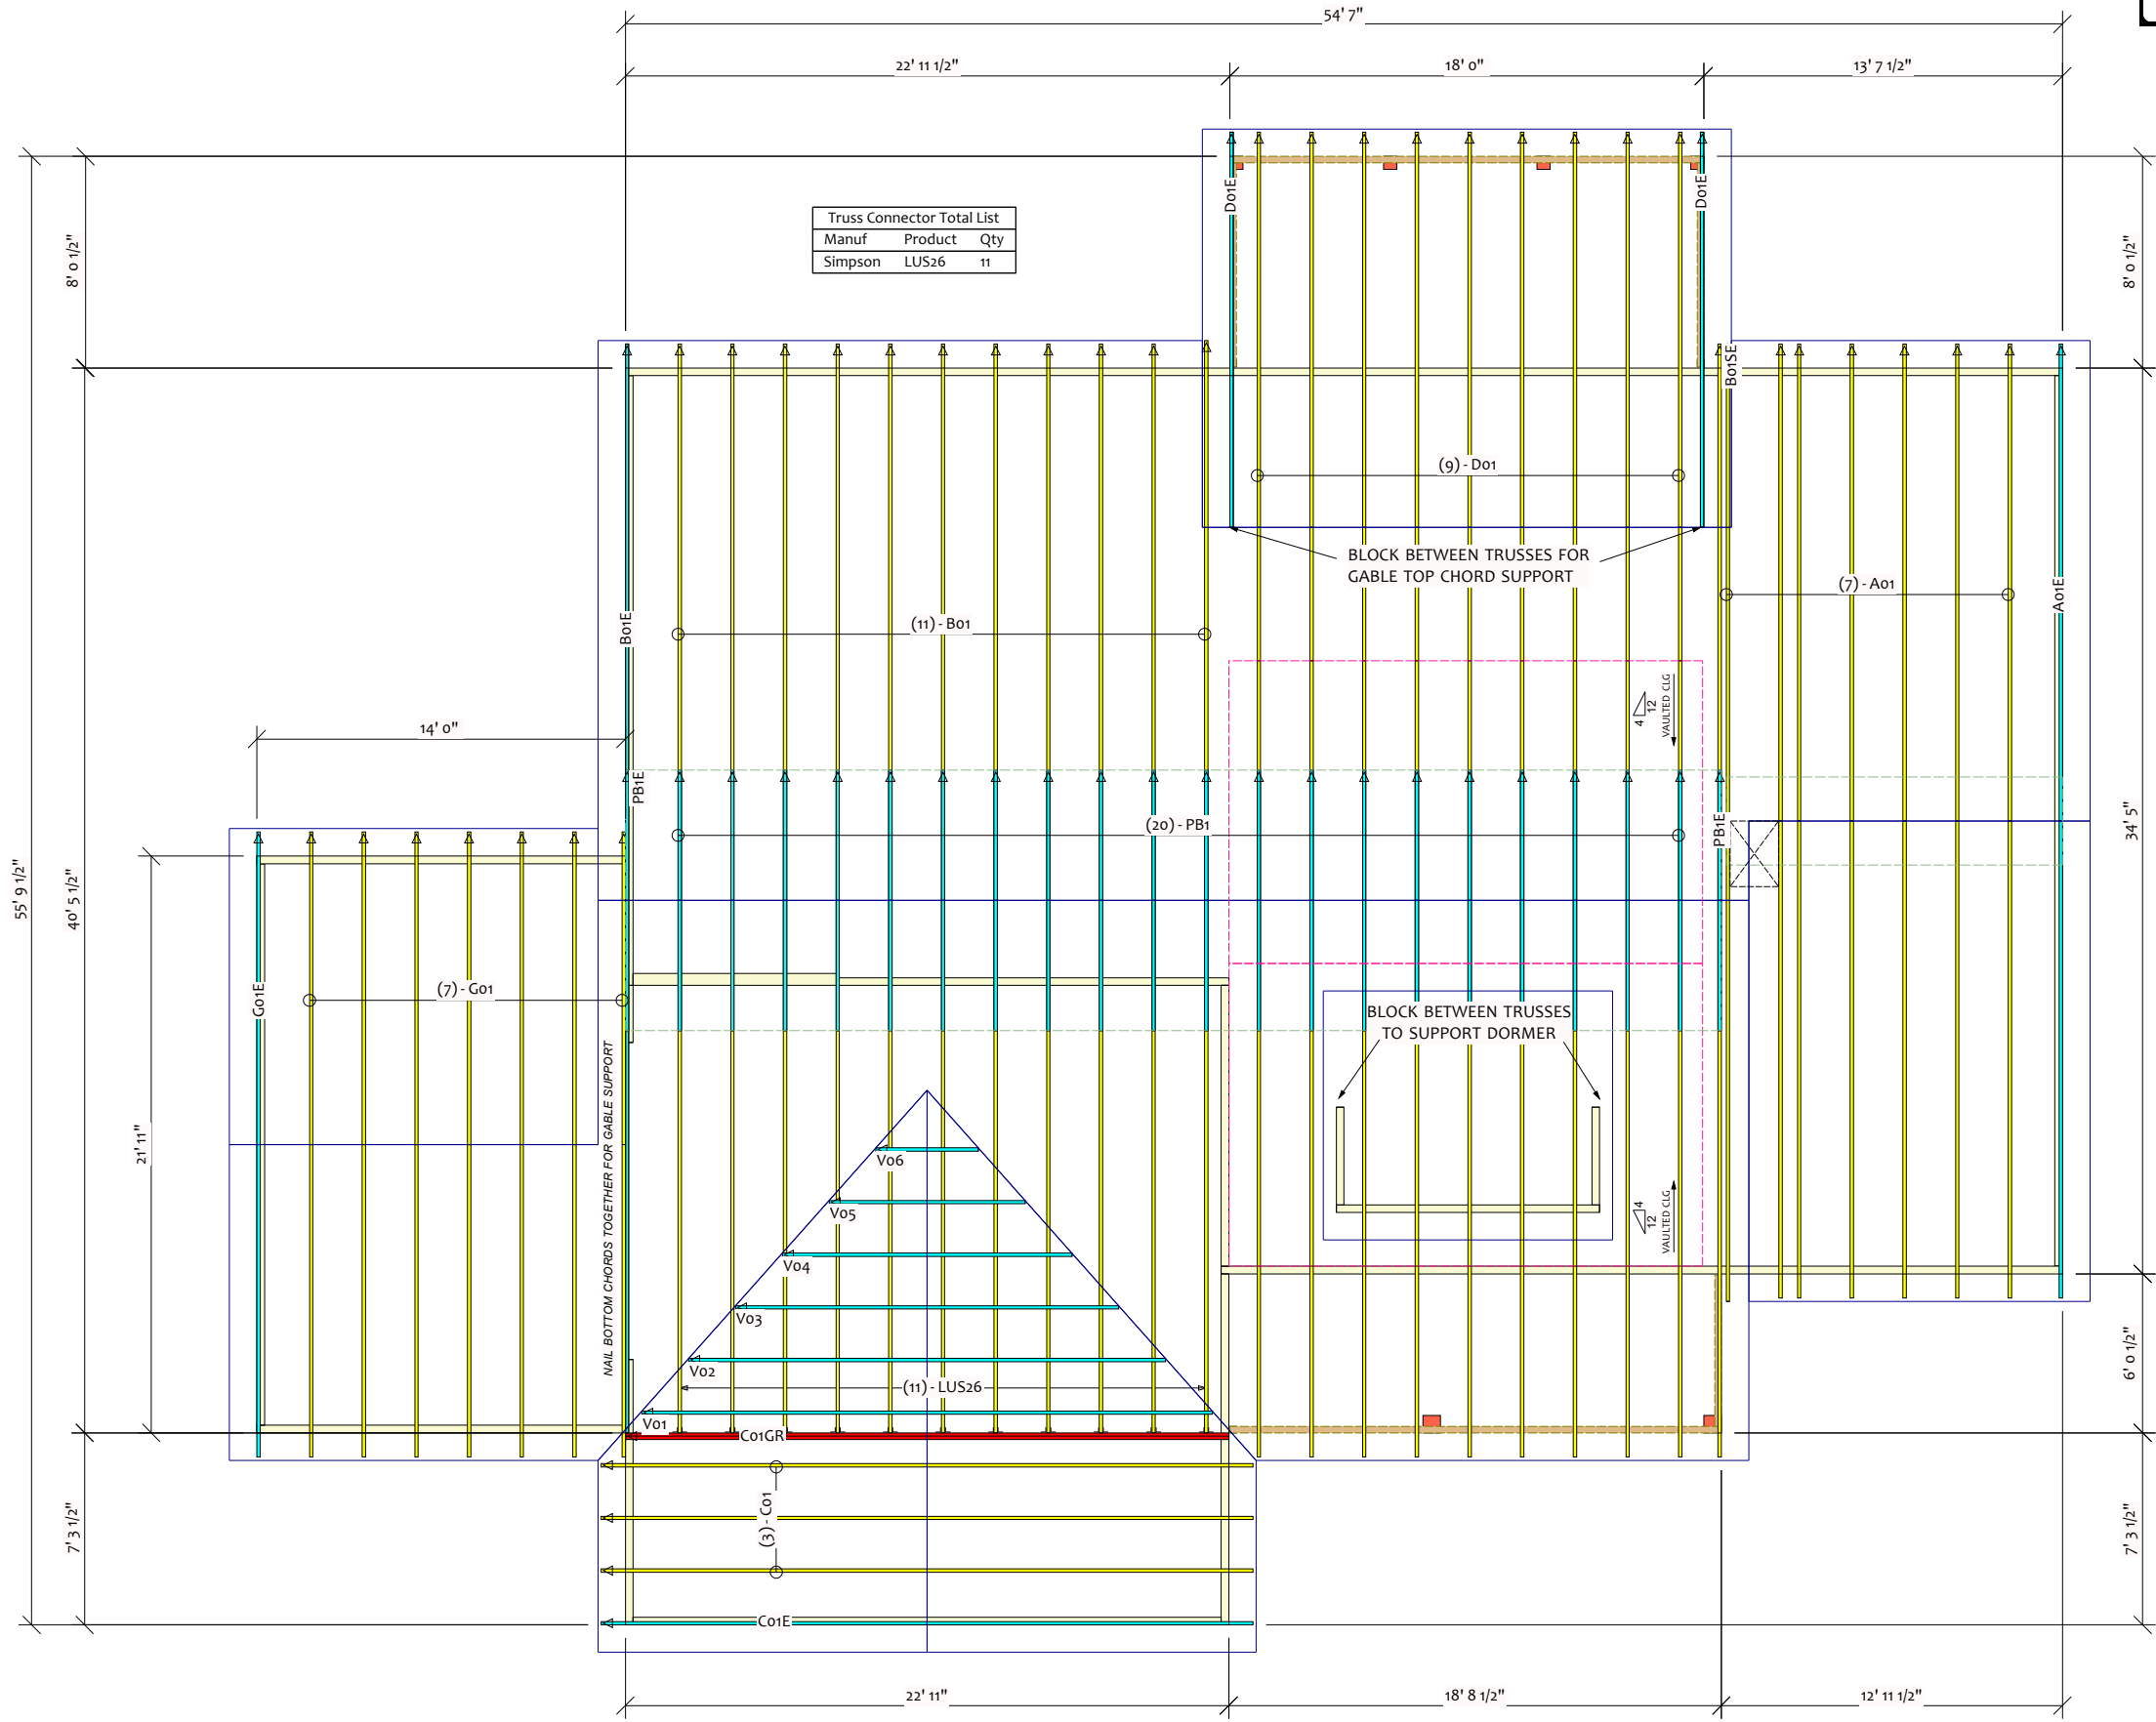 54' 7"
22' 11 1/2"
18' 0"
13' 7 1/2"
Truss Connector Total List
Manuf Product Qty
Simpson LUS26 11
8' 0 1/2"
8' 0 1/2"
D01E
D01E
B01SE
(9) - D01
BLOCK BETWEEN TRUSSES FOR
GABLE TOP CHORD SUPPORT
(7) - A01
A01E
B01E
(11) - B01
4
12
VAULTED CLG
14' 0"
PB1E
(20) - PB1
PB1E
34' 5"
55' 9 1/2"
40' 5 1/2"
G01E
(7) - G01
BLOCK BETWEEN TRUSSES
TO SUPPORT DORMER
NAIL BOTTOM CHORDS TOGETHER FOR GABLE SUPPORT
21' 11"
V06
V05
V04
V03
V02
V01
4
12
VAULTED CLG
(11) - LUS26
C01GR
6' 0 1/2"
(3) - C01
C01E
7' 3 1/2"
7' 3 1/2"
22' 11"
18' 8 1/2"
12' 11 1/2"